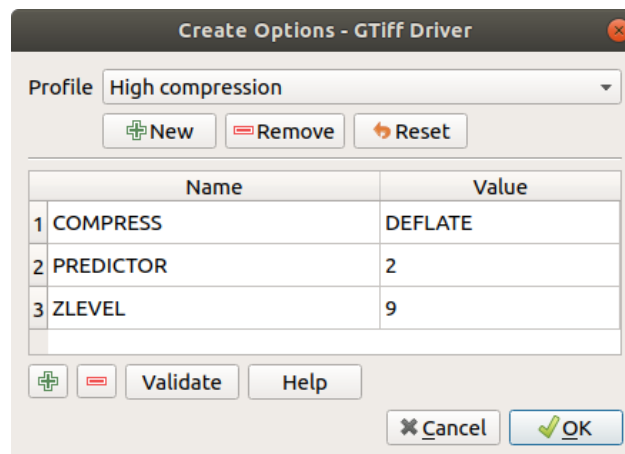 Create Options - GTiff Driver
Profile High compression
New Remove Reset
Name Value
1 COMPRESS DEFLATE
2 PREDICTOR 2
3 ZLEVEL 9
Validate Help
Cancel OK